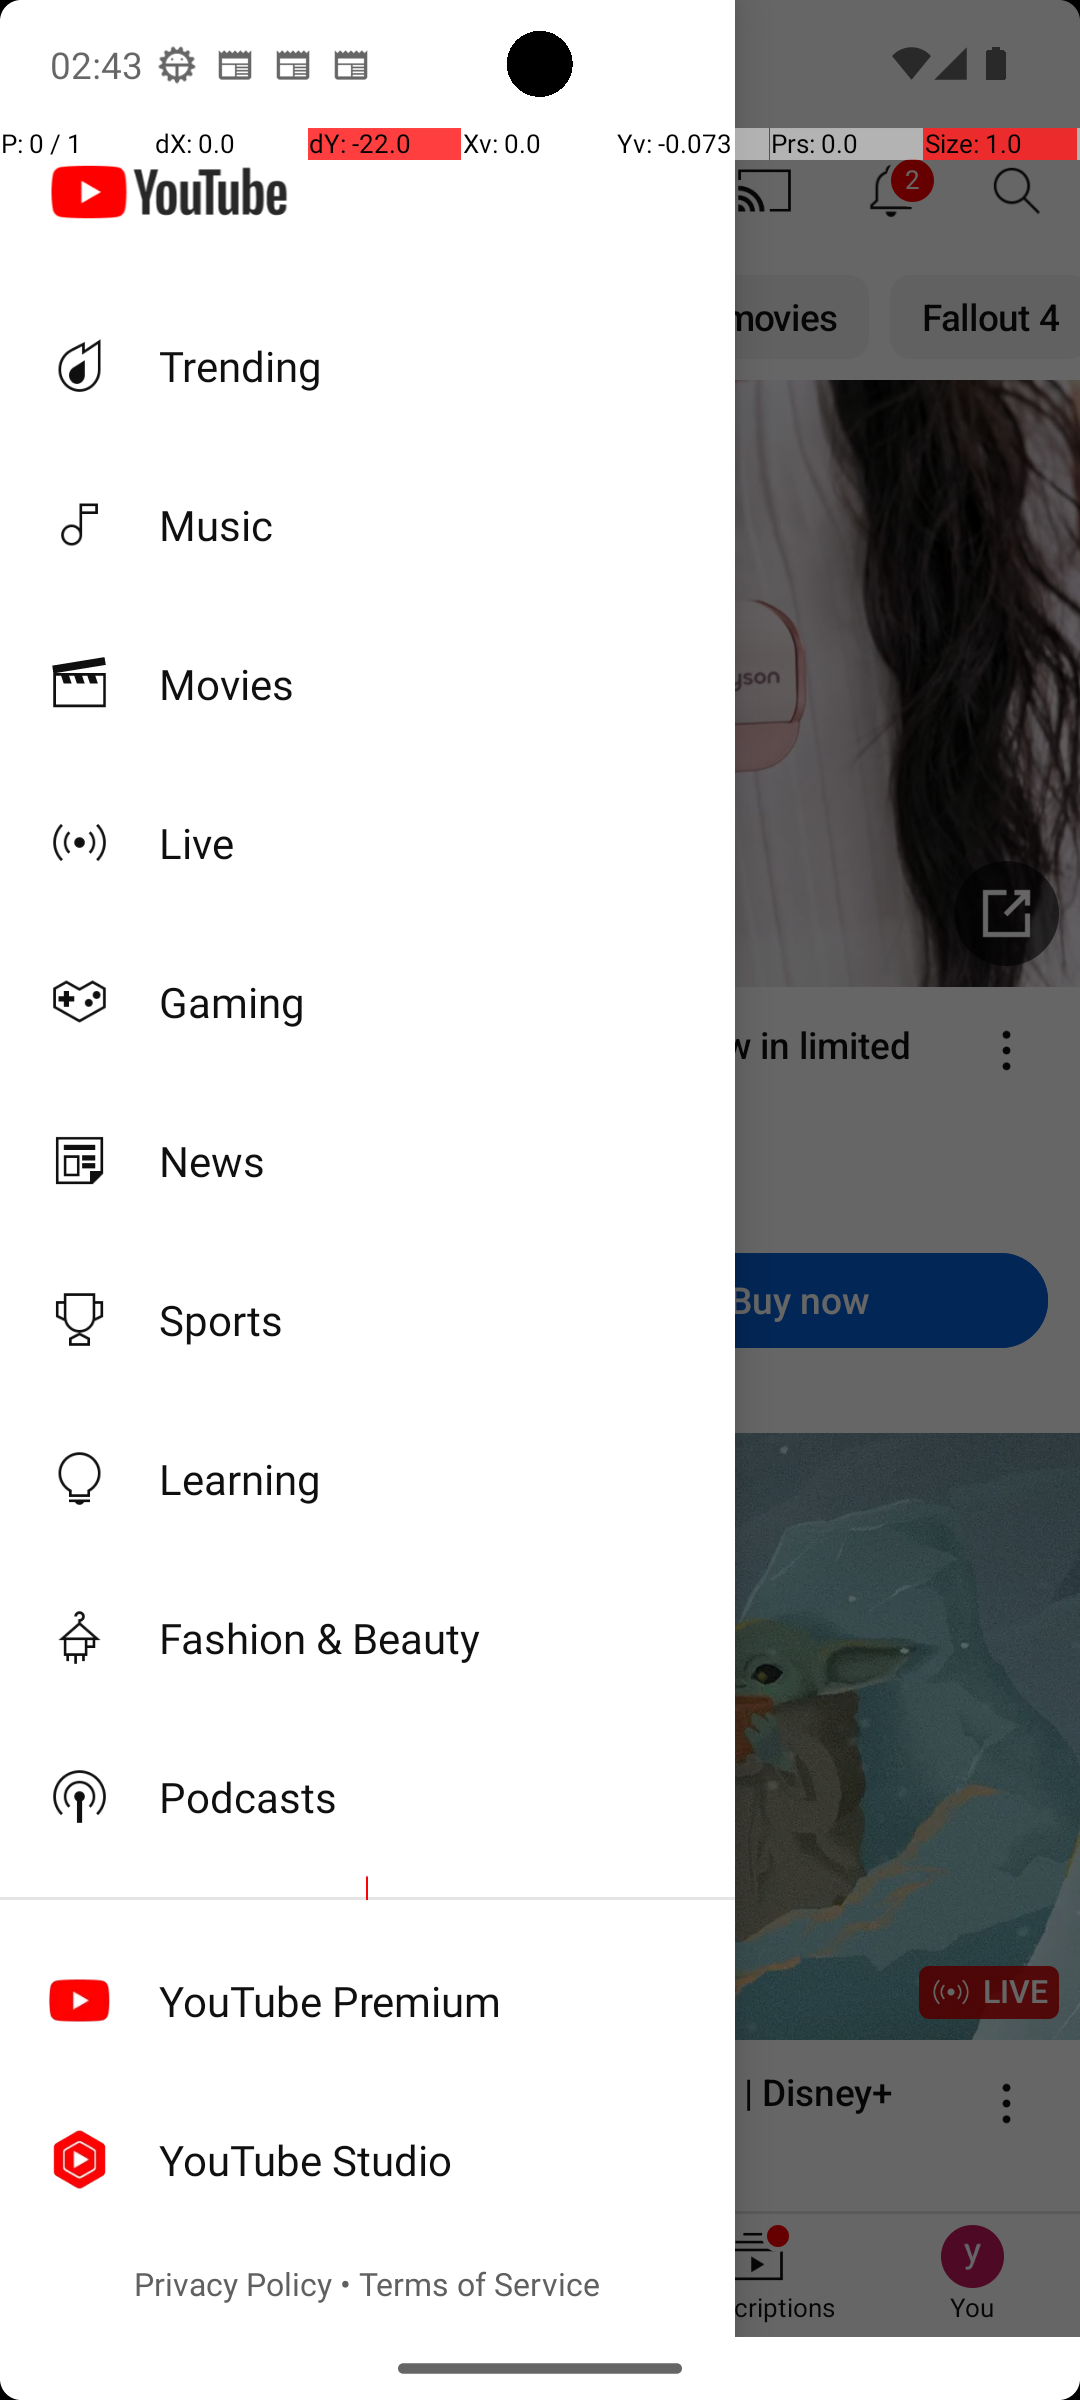 02:43
P: 0 / 1 dX: 0.0 dY: -22.0 Xv: 0.0 Yv: -0.073 Prs: 0.0 Size: 1.0
YouTube
2
movies
Fallout 4
Trending
Music
Movies
Live
Gaming
News
Sports
Learning
Fashion & Beauty
Podcasts
YouTube Premium
YouTube Studio
Privacy Policy • Terms of Service
yson
w in limited
Buy now
LIVE
| Disney+
criptions
y
You